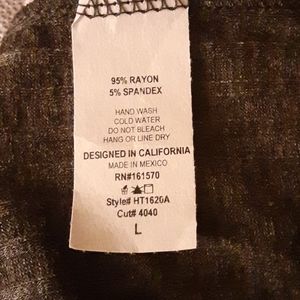 95% RAYON
5% SPANDEX
HAND WASH
COLD WATER
DO NOT BLEACH
HANG OR LINE DRY
DESIGNED IN CALIFORNIA
MADE IN MEXICO
RN#161570
Style# HT1620A
Cut# 4040
L